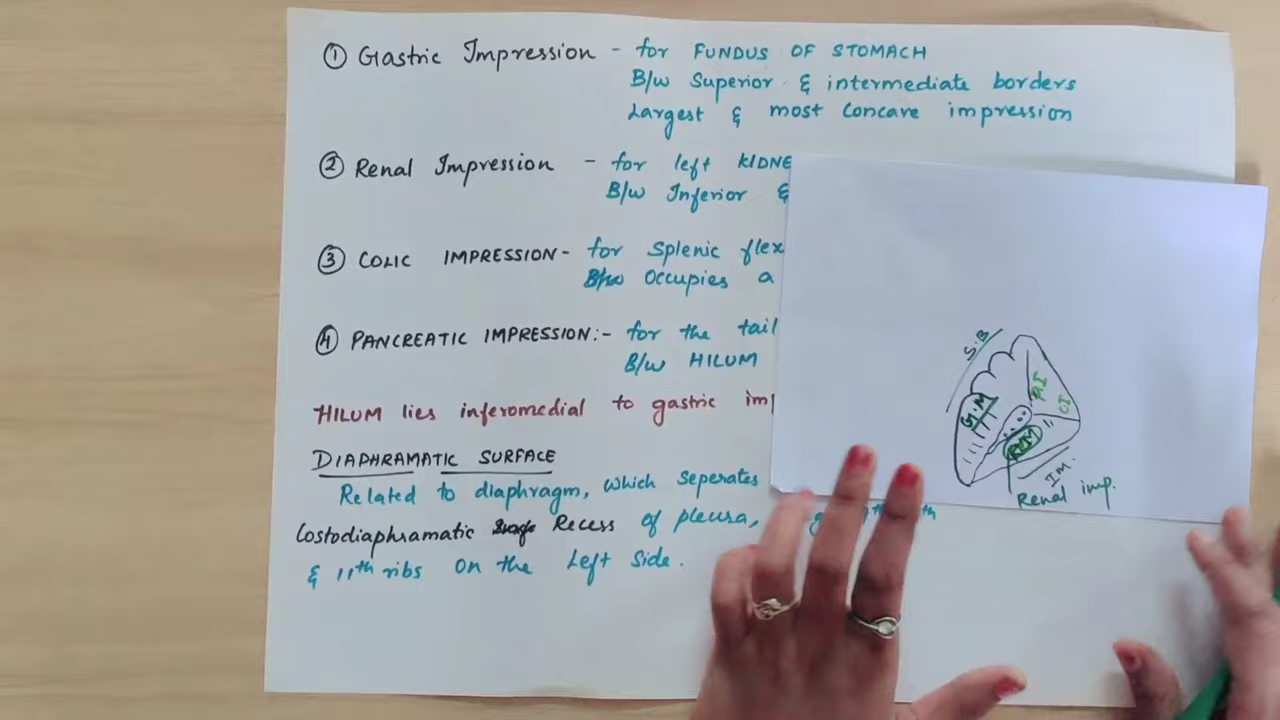 ① Gastric Impression - for FUNDUS OF STOMACH
B/w Superior & intermediate borders
Largest & most concave impression
② Renal Impression - for left KIDNE
B/w Inferior &
③ COLIC IMPRESSION - for splenic flex
Occupies a
④ PANCREATIC IMPRESSION:- for the tail
B/w HILUM
HILUM lies inferomedial to gastric imp
DIAPHRAMATIC SURFACE
Related to diaphragm, which seperates
Costodiaphramatic Recess of pleura,
& 11th ribs on the Left Side.
S.B
G.M
P.I
CI
IM.
Renal imp.